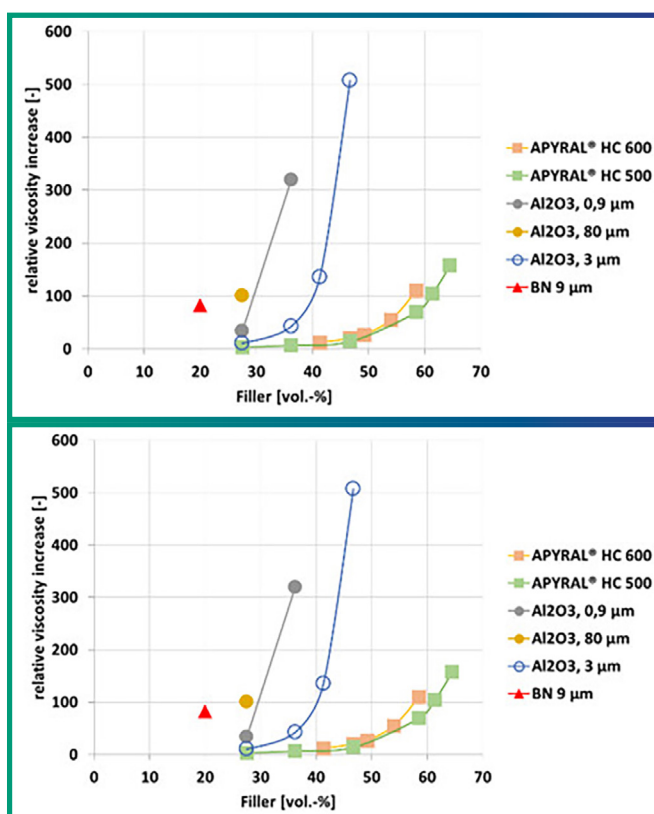 600
500
400
300
200
100
0
relative viscosity increase [-]
0 10 20 30 40 50 60 70
Filler [vol.-%]
APYRAL® HC 600
APYRAL® HC 500
Al2O3, 0,9 µm
Al2O3, 80 µm
Al2O3, 3 µm
BN 9 µm
600
500
400
300
200
100
0
relative viscosity increase [-]
0 10 20 30 40 50 60 70
Filler [vol.-%]
APYRAL® HC 600
APYRAL® HC 500
Al2O3, 0,9 µm
Al2O3, 80 µm
Al2O3, 3 µm
BN 9 µm